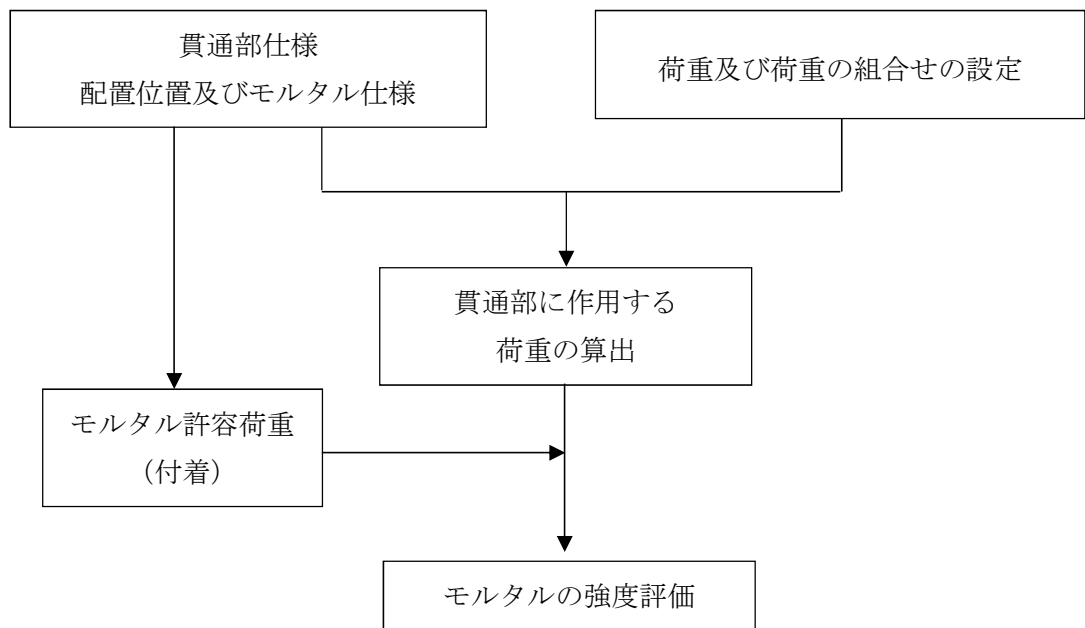 貫通部仕様
配置位置及びモルタル仕様
荷重及び荷重の組合せの設定
貫通部に作用する
荷重の算出
モルタル許容荷重
(付着)
モルタルの強度評価